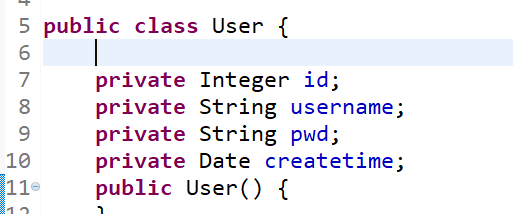 5 public class User {
6
7 private Integer id;
8 private String username;
9 private String pwd;
10 private Date createtime;
11 public User() {
12 }